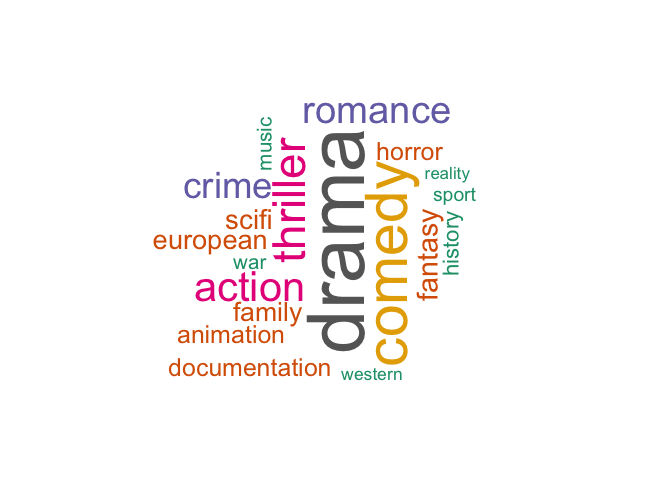 romance
music
drama
thriller
horror
comedy
reality
crime
sport
scifi
fantasy
history
european
war
action
family
animation
documentation
western